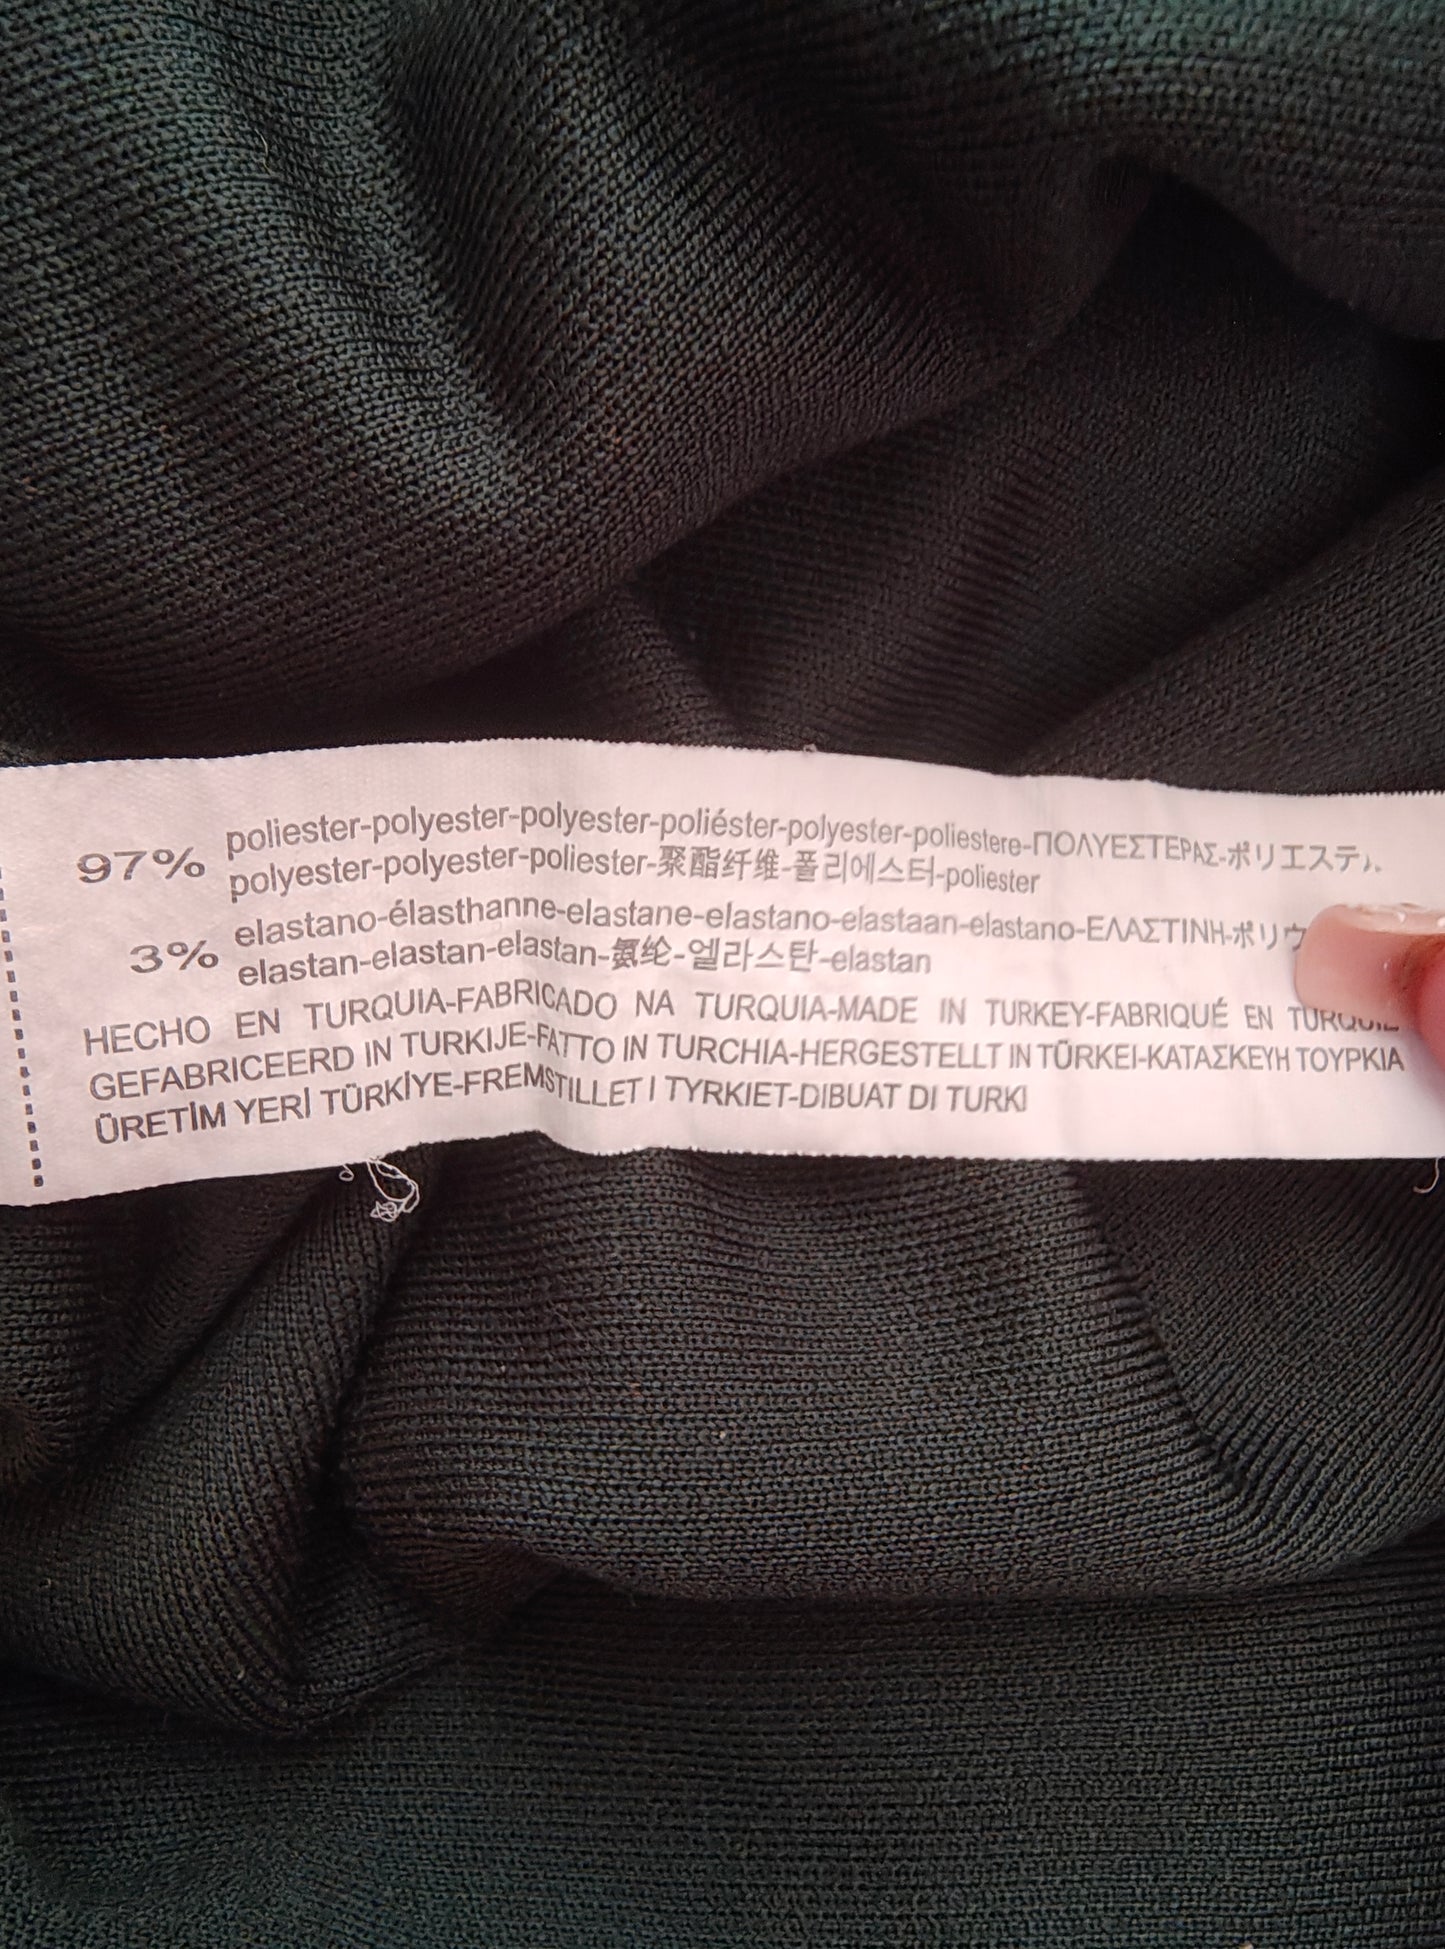 97% poliester-polyester-polyester-poliéster-polyester-poliestere-ΠΟΛΥΕΣΤΕΡΑΣ-ポリエステル
polyester-polyester-poliester-聚酯纤维-폴리에스터-poliester
3% elastano-élasthanne-elastane-elastano-elastaan-elastano-ΕΛΑΣΤΙΝΗ-ポリウ
elastan-elastan-elastan-氨纶-엘라스탄-elastan
HECHO EN TURQUIA-FABRICADO NA TURQUIA-MADE IN TURKEY-FABRIQUÉ EN TURQUIE
GEFABRICEERD IN TURKIJE-FATTO IN TURCHIA-HERGESTELLT IN TÜRKEI-ΚΑΤΑΣΚΕΥΗ ΤΟΥΡΚΙΑ
ÜRETİM YERİ TÜRKİYE-FREMSTILLET I TYRKIET-DIBUAT DI TURKI